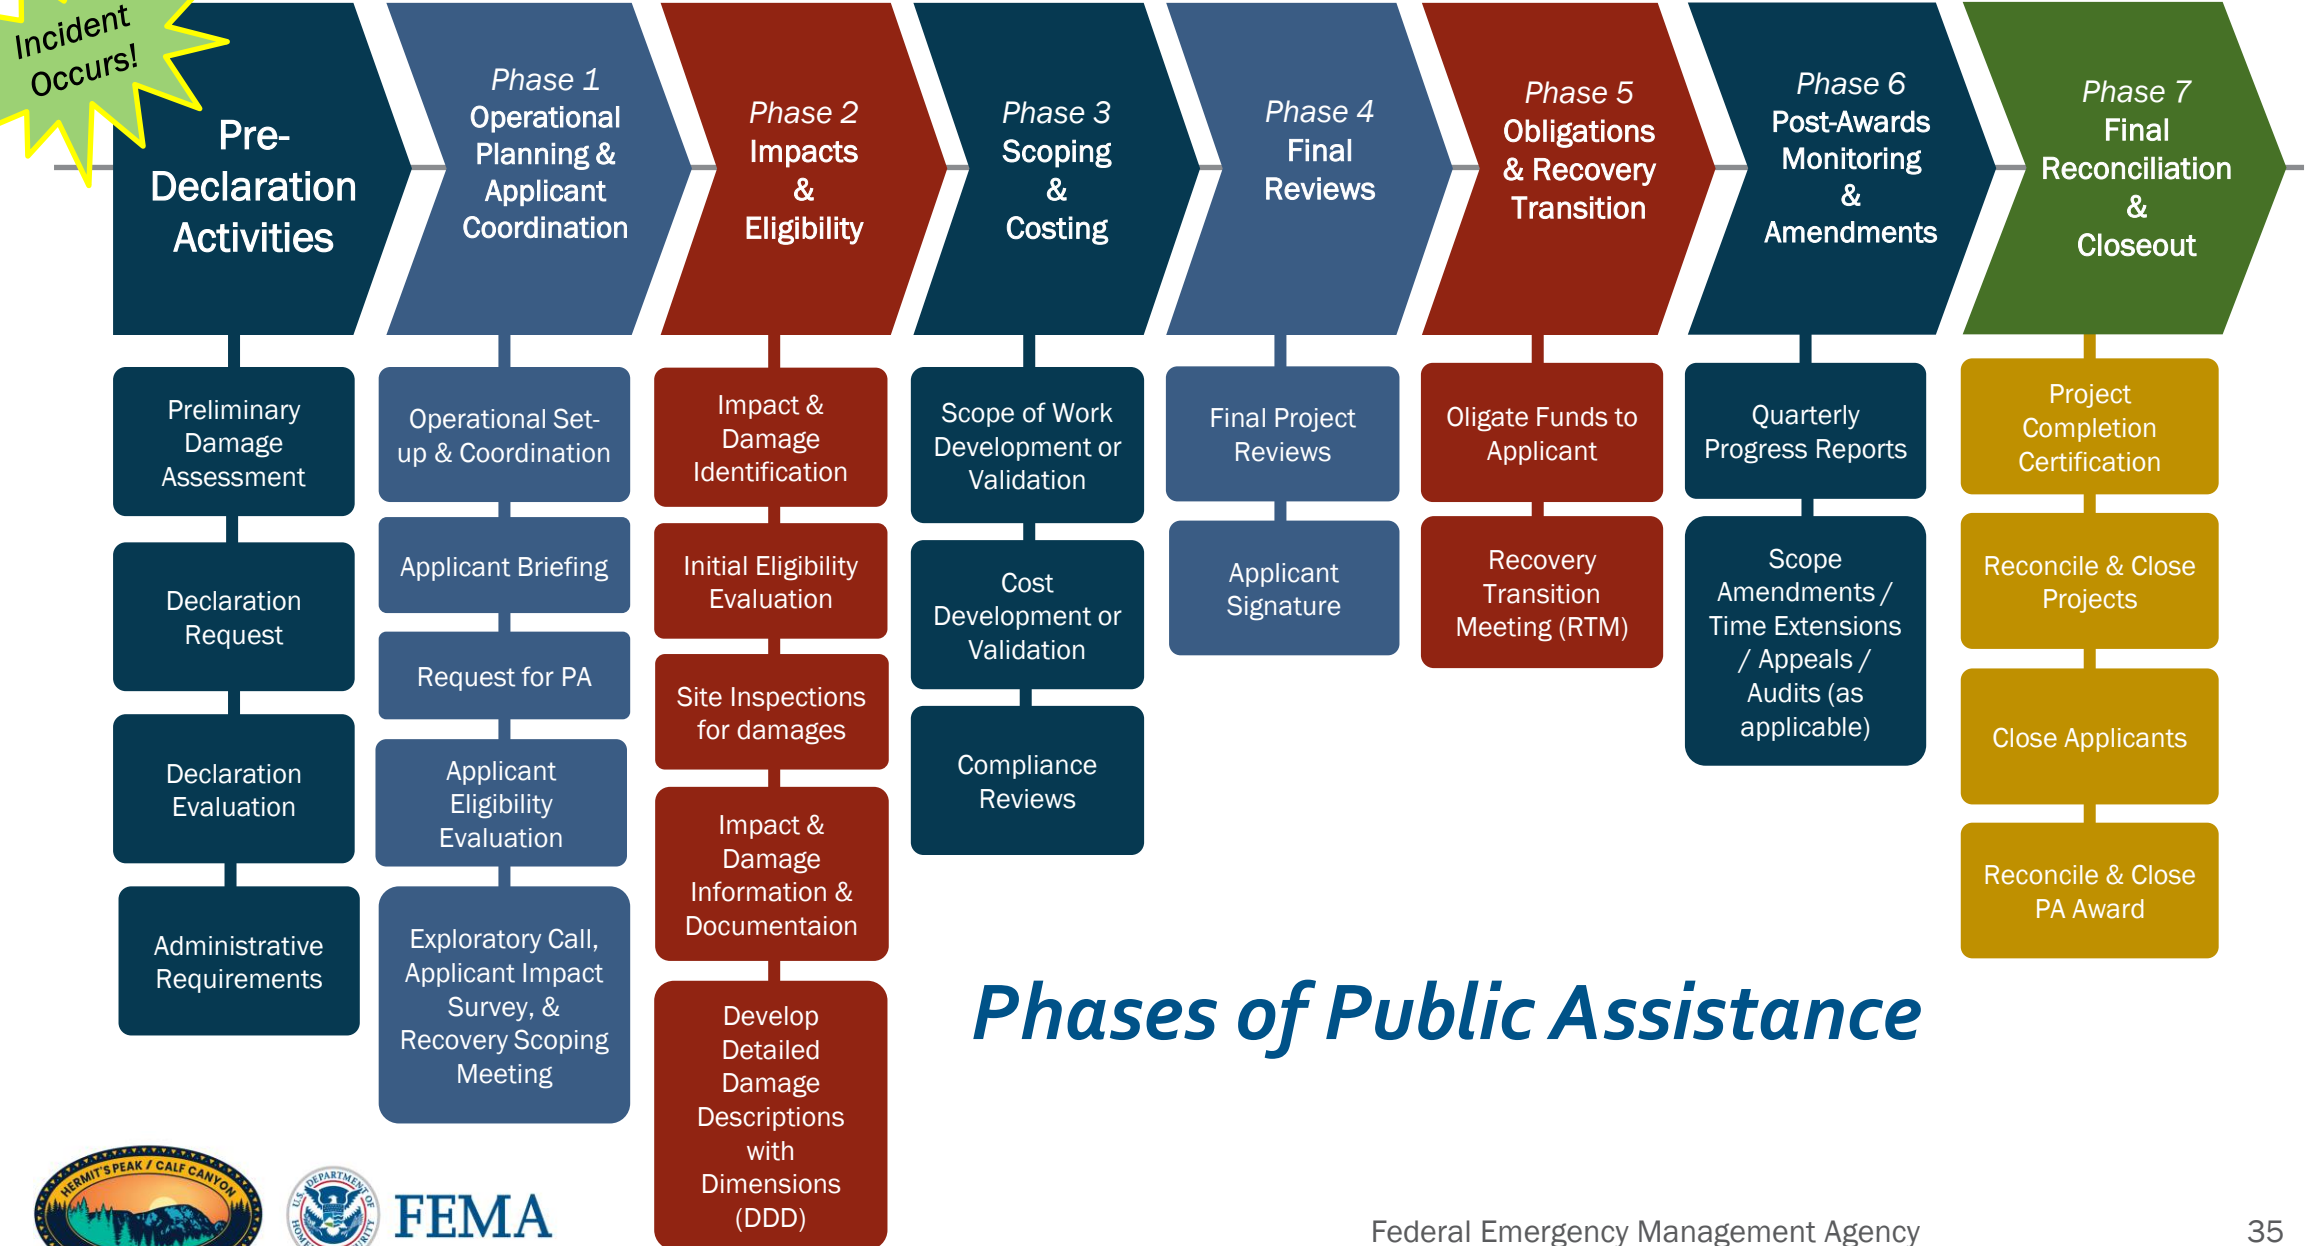 Incident
Occurs!
Pre-
Declaration
Activities
Preliminary
Damage
Assessment
Declaration
Request
Declaration
Evaluation
Administrative
Requirements
Phase 1
Operational
Planning &
Applicant
Coordination
Operational Set-
up & Coordination
Applicant Briefing
Request for PA
Applicant
Eligibility
Evaluation
Exploratory Call,
Applicant Impact
Survey, &
Recovery Scoping
Meeting
Phase 2
Impacts
&
Eligibility
Impact &
Damage
Identification
Initial Eligibility
Evaluation
Site Inspections
for damages
Impact &
Damage
Information &
Documentaion
Develop
Detailed
Damage
Descriptions
with
Dimensions
(DDD)
Phase 3
Scoping
&
Costing
Scope of Work
Development or
Validation
Cost
Development or
Validation
Compliance
Reviews
Phase 4
Final
Reviews
Final Project
Reviews
Applicant
Signature
Phase 5
Obligations
& Recovery
Transition
Oligate Funds to
Applicant
Recovery
Transition
Meeting (RTM)
Phase 6
Post-Awards
Monitoring
&
Amendments
Quarterly
Progress Reports
Scope
Amendments /
Time Extensions
/ Appeals /
Audits (as
applicable)
Phase 7
Final
Reconciliation
&
Closeout
Project
Completion
Certification
Reconcile & Close
Projects
Close Applicants
Reconcile & Close
PA Award
Phases of Public Assistance
HERMIT'S PEAK / CALF CANYON
U.S. DEPARTMENT OF
FEMA
Federal Emergency Management Agency
35